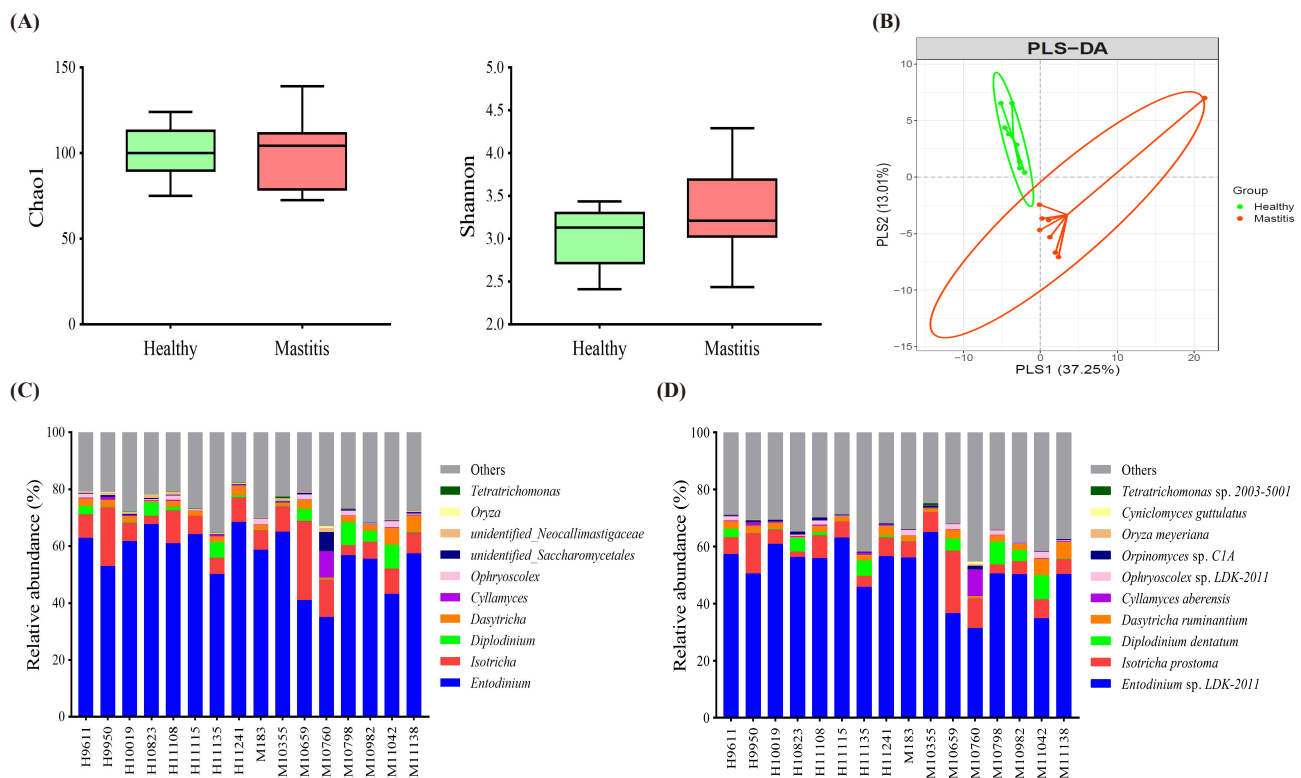 (A)
150
100
50
0
Chao1
Healthy
Mastitis
5.0
4.5
4.0
3.5
3.0
2.5
2.0
Shannon
Healthy
Mastitis
(B)
PLS-DA
10
5
0
−5
−10
−15
PLS2 (13.01%)
−10
0
10
20
PLS1 (37.25%)
Group
Healthy
Mastitis
(C)
100
80
60
40
20
0
Relative abundance (%)
H9611
H9950
H10019
H10823
H11108
H11115
H11135
H11241
M183
M10355
M10659
M10760
M10798
M10982
M11042
M11138
Others
Tetratrichomonas
Oryza
unidentified_Neocallimastigaceae
unidentified_Saccharomycetales
Ophryoscolex
Cyllamyces
Dasytricha
Diplodinium
Isotricha
Entodinium
(D)
100
80
60
40
20
0
Relative abundance (%)
H9611
H9950
H10019
H10823
H11108
H11115
H11135
H11241
M183
M10355
M10659
M10760
M10798
M10982
M11042
M11138
Others
Tetratrichomonas sp. 2003-5001
Cyniclomyces guttulatus
Oryza meyeriana
Orpinomyces sp. C1A
Ophryoscolex sp. LDK-2011
Cyllamyces aberensis
Dasytricha ruminantium
Diplodinium dentatum
Isotricha prostoma
Entodinium sp. LDK-2011